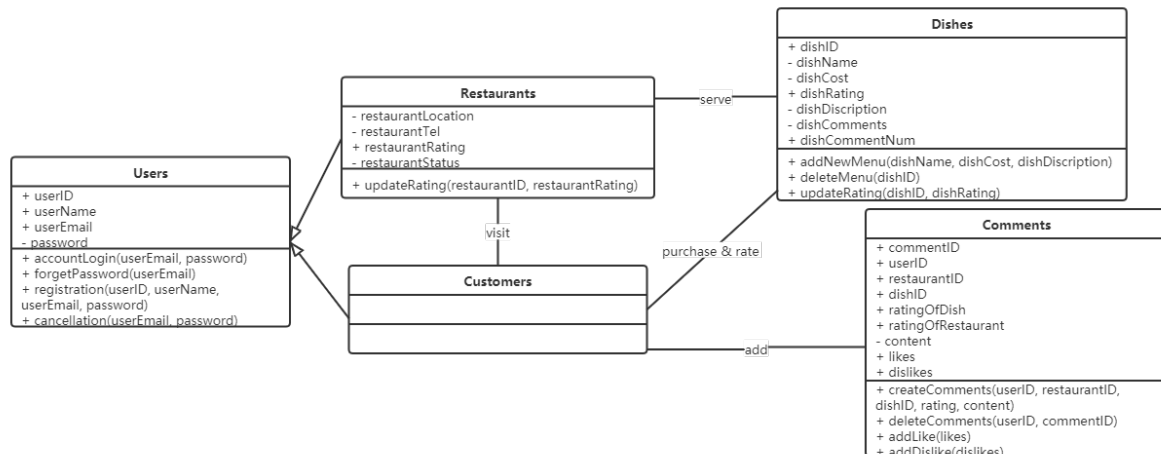 Users
+ userID
+ userName
+ userEmail
- password
+ accountLogin(userEmail, password)
+ forgetPassword(userEmail)
+ registration(userID, userName,
userEmail, password)
+ cancellation(userEmail, password)
Restaurants
- restaurantLocation
- restaurantTel
+ restaurantRating
- restaurantStatus
+ updateRating(restaurantID, restaurantRating)
visit
Customers
serve
purchase & rate
add
Dishes
+ dishID
- dishName
- dishCost
+ dishRating
- dishDiscription
- dishComments
+ dishCommentNum
+ addNewMenu(dishName, dishCost, dishDiscription)
+ deleteMenu(dishID)
+ updateRating(dishID, dishRating)
Comments
+ commentID
+ userID
+ restaurantID
+ dishID
+ ratingOfDish
+ ratingOfRestaurant
- content
+ likes
+ dislikes
+ createComments(userID, restaurantID,
dishID, rating, content)
+ deleteComments(userID, commentID)
+ addLike(likes)
+ addDislike(dislikes)